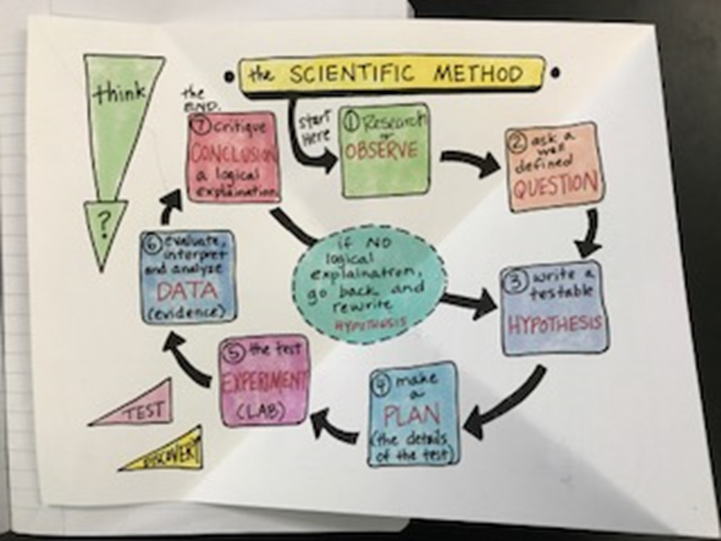 the SCIENTIFIC METHOD
think
?
the
END.
start
HERE
① Research
or
OBSERVE
② ask a
well
defined
QUESTION
③ write a
testable
HYPOTHESIS
④ make
a
PLAN
(the details
of the test)
⑤ the test
EXPERIMENT
(LAB)
⑥ evaluate,
interpret
and analyze
DATA
(evidence)
⑦ critique
CONCLUSION
a logical
explaination
if NO
logical
explaination,
go back and
rewrite
HYPOTHESIS
TEST
DISCOVERY